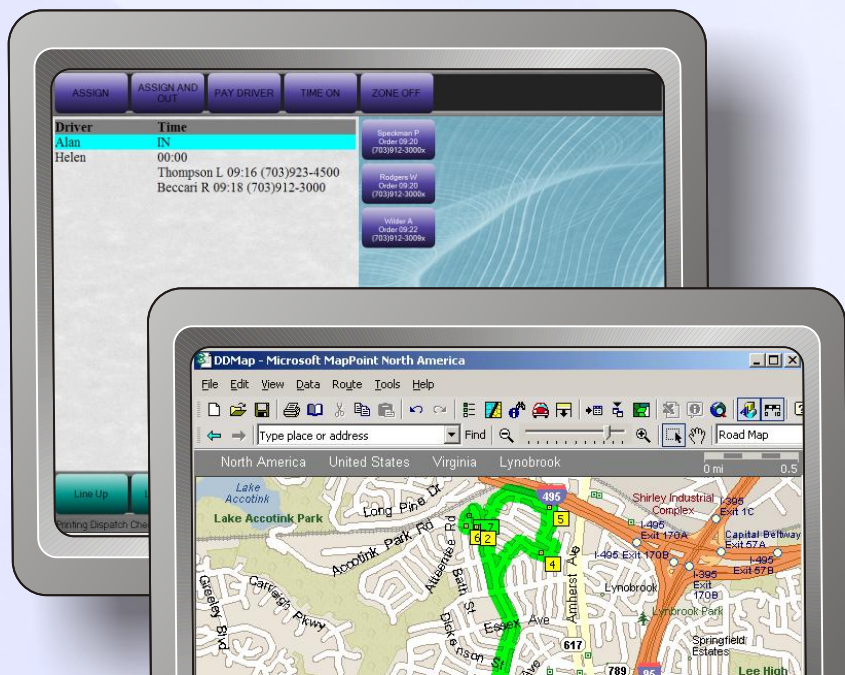 ASSIGN
ASSIGN AND
OUT
PAY DRIVER
TIME ON
ZONE OFF
Driver Time
Alan IN
Helen 00:00
Thompson L 09:16 (703)923-4500
Beccari R 09:18 (703)912-3000
Speckman P
Order 09:20
(703)912-3000x
Rodgers W
Order 09:20
(703)912-3000x
Wilder A
Order 09:22
(703)912-3009x
Line Up
Printing Dispatch
DDMap - Microsoft MapPoint North America
File Edit View Data Route Tools Help
Type place or address Find Road Map
North America United States Virginia Lynobrook
0 mi 0.5
Lake
Accotink
Lake Accotink Park
Long Pine Dr
Accotink Park Rd
Carrleigh Pkwy
Greeley Blvd
Bath St
Essex Ave
Amherst Ave
495
5
7
6 2
4
Shirley Industrial
Complex
I-395
Exit 1C
I-495
Exit 170A
Capital Beltway
Exit 57A
I-495 Exit 170B
I-495
Exit 57B
I-395
Exit
170B
Lynobrook
Lynbrook Park
Springfield
Estates
617
789
95
Lee High